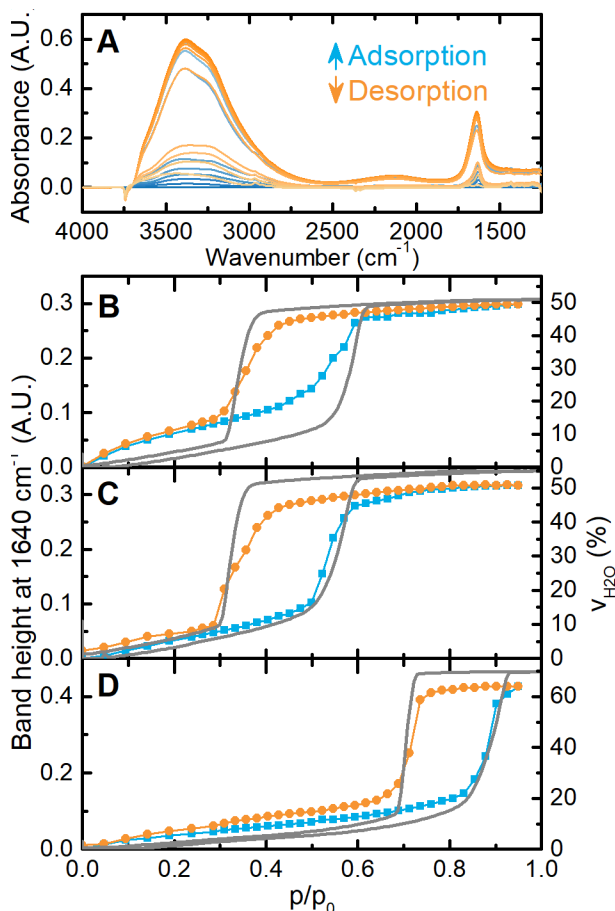 A
Adsorption
Desorption
Absorbance (A.U.)
0.6
0.4
0.2
0.0
4000 3500 3000 2500 2000 1500
Wavenumber (cm⁻¹)
B
0.3
0.2
0.1
0.0
50
40
30
20
10
0
C
0.3
0.2
0.1
0.0
50
40
30
20
10
0
D
0.4
0.2
0.0
60
40
20
0
Band height at 1640 cm⁻¹ (A.U.)
v_H2O (%)
0.0 0.2 0.4 0.6 0.8 1.0
p/p₀